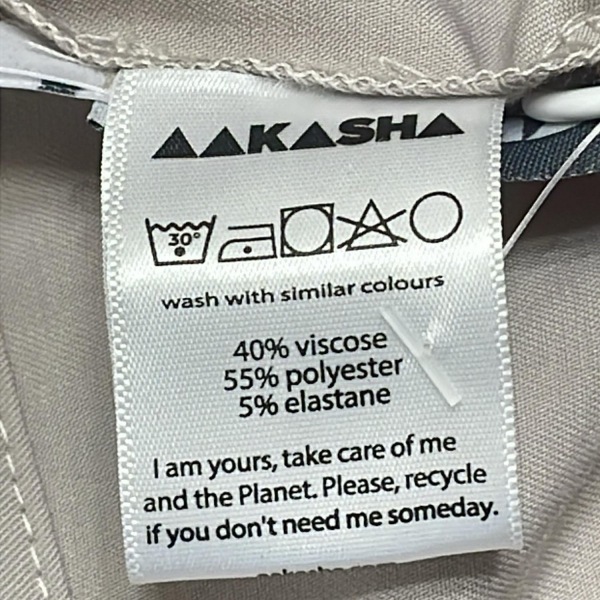 AAKASHA
30°
wash with similar colours
40% viscose
55% polyester
5% elastane
I am yours, take care of me
and the Planet. Please, recycle
if you don't need me someday.